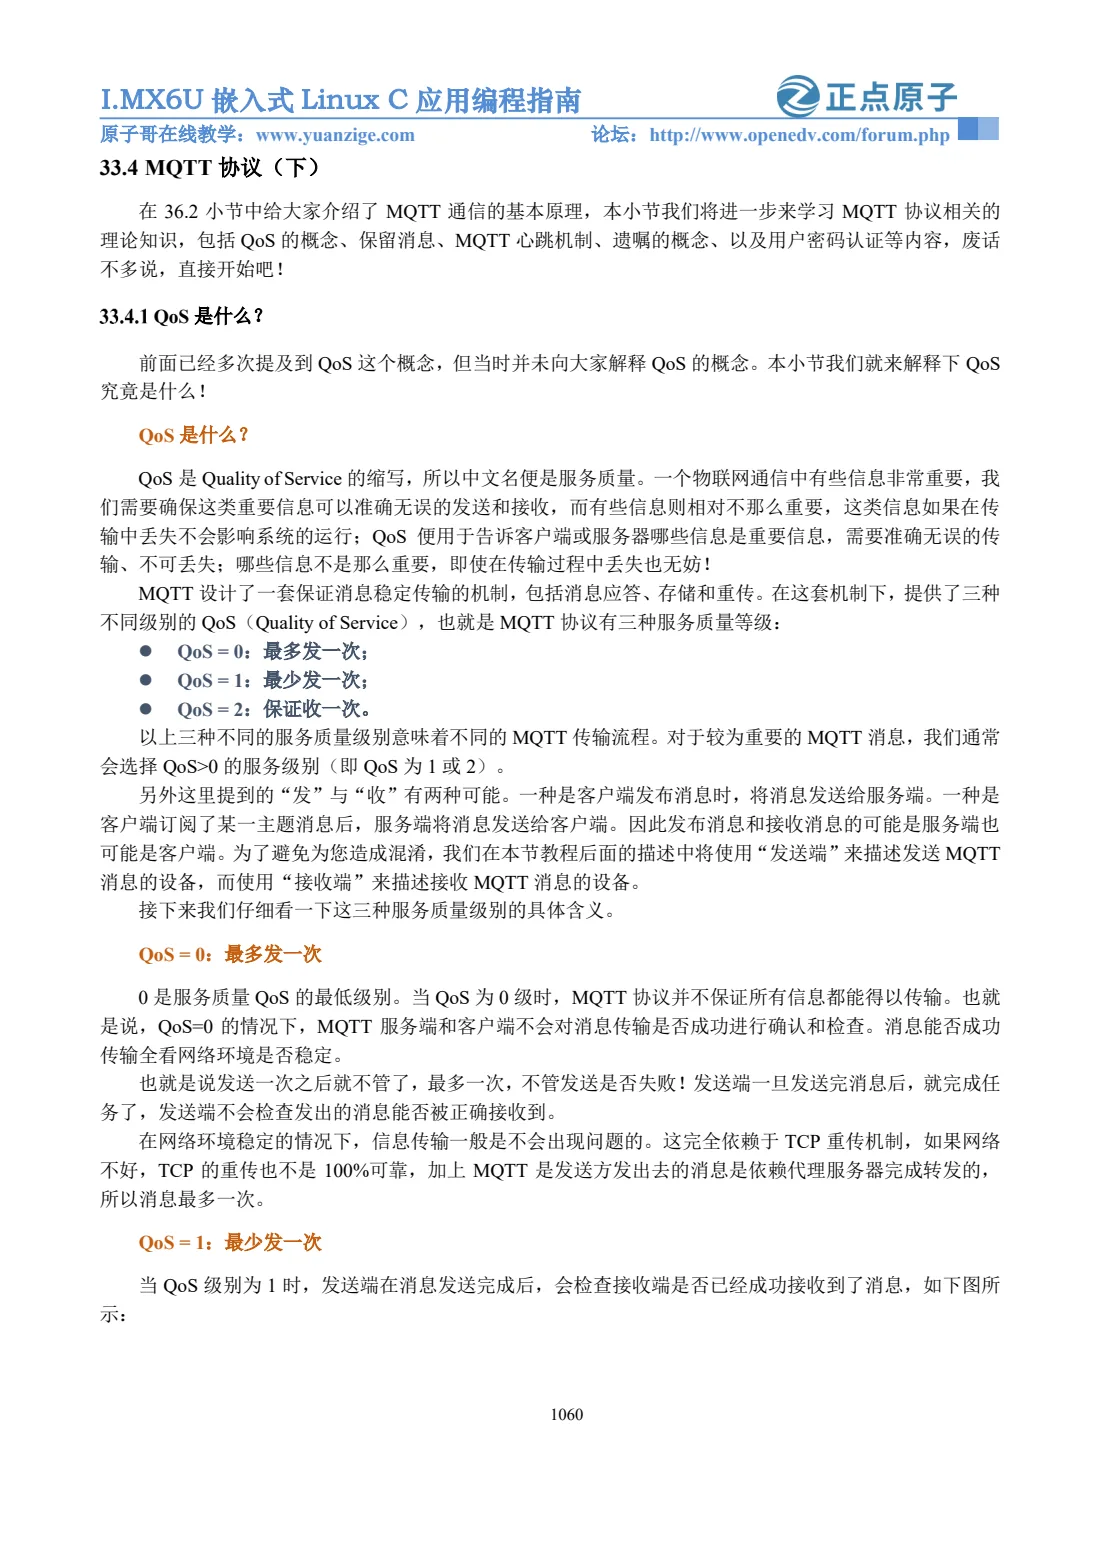 I.MX6U 嵌入式 Linux C 应用编程指南
正点原子
原子哥在线教学：www.yuanzige.com 论坛：http://www.openedv.com/forum.php
33.4 MQTT 协议（下）
在 36.2 小节中给大家介绍了 MQTT 通信的基本原理，本小节我们将进一步来学习 MQTT 协议相关的
理论知识，包括 QoS 的概念、保留消息、MQTT 心跳机制、遗嘱的概念、以及用户密码认证等内容，废话
不多说，直接开始吧！
33.4.1 QoS 是什么？
前面已经多次提及到 QoS 这个概念，但当时并未向大家解释 QoS 的概念。本小节我们就来解释下 QoS
究竟是什么！
QoS 是什么？
QoS 是 Quality of Service 的缩写，所以中文名便是服务质量。一个物联网通信中有些信息非常重要，我
们需要确保这类重要信息可以准确无误的发送和接收，而有些信息则相对不那么重要，这类信息如果在传
输中丢失不会影响系统的运行；QoS 便用于告诉客户端或服务器哪些信息是重要信息，需要准确无误的传
输、不可丢失；哪些信息不是那么重要，即使在传输过程中丢失也无妨！
MQTT 设计了一套保证消息稳定传输的机制，包括消息应答、存储和重传。在这套机制下，提供了三种
不同级别的 QoS（Quality of Service），也就是 MQTT 协议有三种服务质量等级：
● QoS = 0：最多发一次；
● QoS = 1：最少发一次；
● QoS = 2：保证收一次。
以上三种不同的服务质量级别意味着不同的 MQTT 传输流程。对于较为重要的 MQTT 消息，我们通常
会选择 QoS>0 的服务级别（即 QoS 为 1 或 2）。
另外这里提到的“发”与“收”有两种可能。一种是客户端发布消息时，将消息发送给服务端。一种是
客户端订阅了某一主题消息后，服务端将消息发送给客户端。因此发布消息和接收消息的可能是服务端也
可能是客户端。为了避免为您造成混淆，我们在本节教程后面的描述中将使用“发送端”来描述发送 MQTT
消息的设备，而使用“接收端”来描述接收 MQTT 消息的设备。
接下来我们仔细看一下这三种服务质量级别的具体含义。
QoS = 0：最多发一次
0 是服务质量 QoS 的最低级别。当 QoS 为 0 级时，MQTT 协议并不保证所有信息都能得以传输。也就
是说，QoS=0 的情况下，MQTT 服务端和客户端不会对消息传输是否成功进行确认和检查。消息能否成功
传输全看网络环境是否稳定。
也就是说发送一次之后就不管了，最多一次，不管发送是否失败！发送端一旦发送完消息后，就完成任
务了，发送端不会检查发出的消息能否被正确接收到。
在网络环境稳定的情况下，信息传输一般是不会出现问题的。这完全依赖于 TCP 重传机制，如果网络
不好，TCP 的重传也不是 100%可靠，加上 MQTT 是发送方发出去的消息是依赖代理服务器完成转发的，
所以消息最多一次。
QoS = 1：最少发一次
当 QoS 级别为 1 时，发送端在消息发送完成后，会检查接收端是否已经成功接收到了消息，如下图所
示：
1060